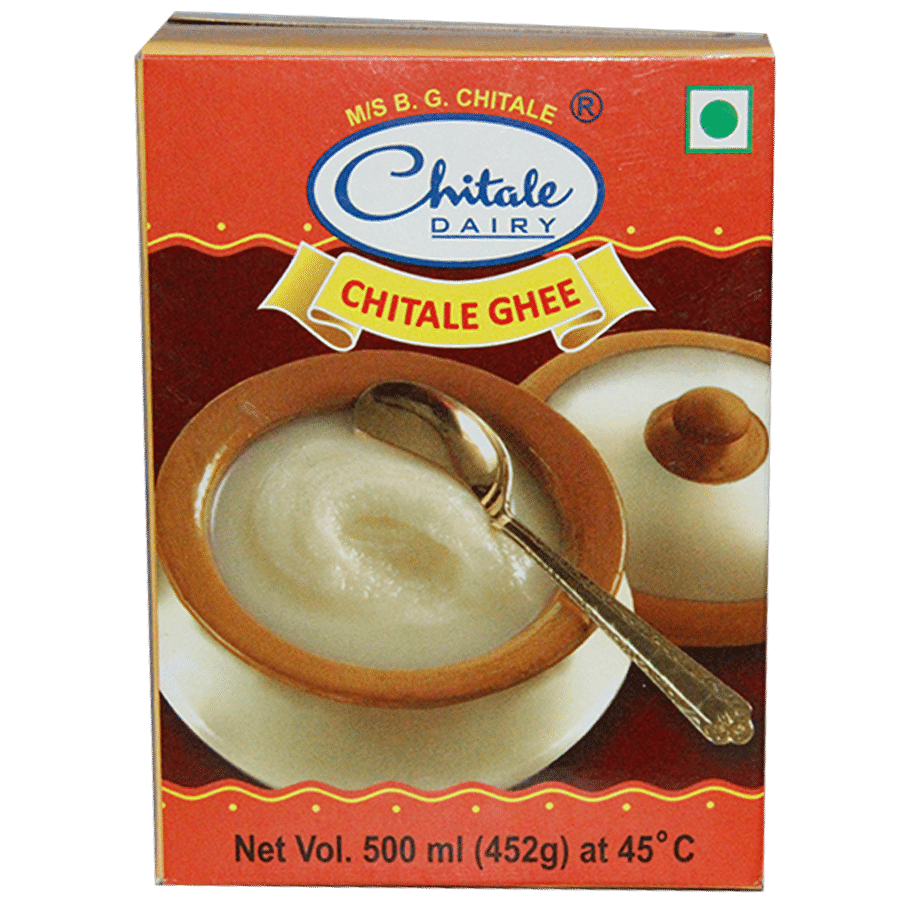 M/S B. G. CHITALE ®
Chitale
DAIRY
CHITALE GHEE
Net Vol. 500 ml (452g) at 45°C